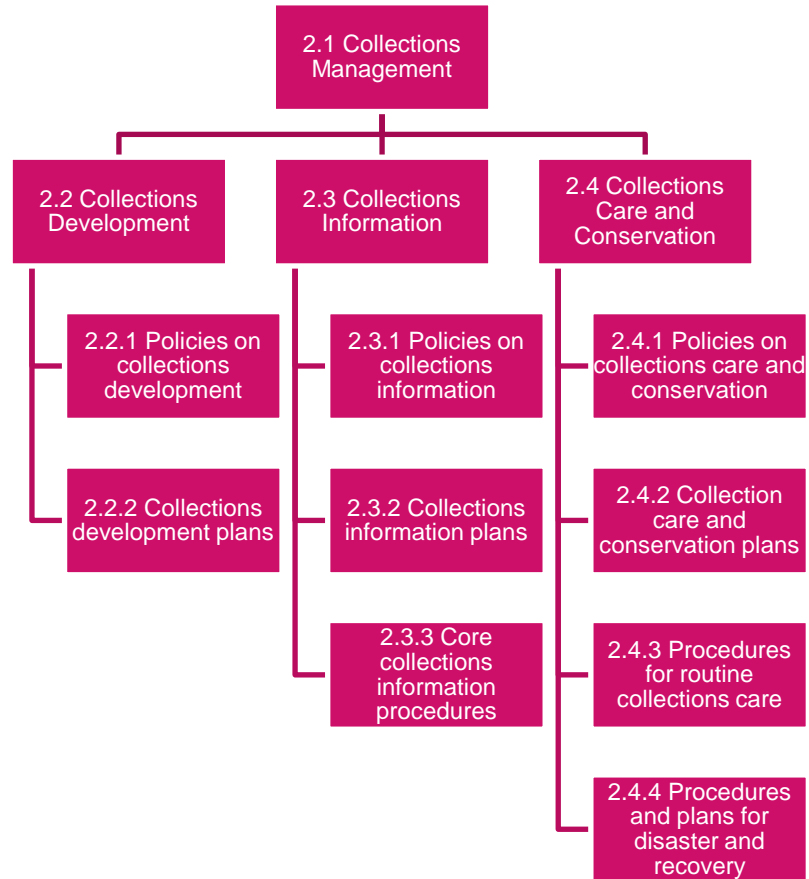 2.1 Collections
Management
2.2 Collections
Development
2.3 Collections
Information
2.4 Collections
Care and
Conservation
2.2.1 Policies on
collections
development
2.3.1 Policies on
collections
information
2.4.1 Policies on
collections care and
conservation
2.2.2 Collections
development plans
2.3.2 Collections
information plans
2.4.2 Collection
care and
conservation plans
2.3.3 Core
collections
information
procedures
2.4.3 Procedures
for routine
collections care
2.4.4 Procedures
and plans for
disaster and
recovery